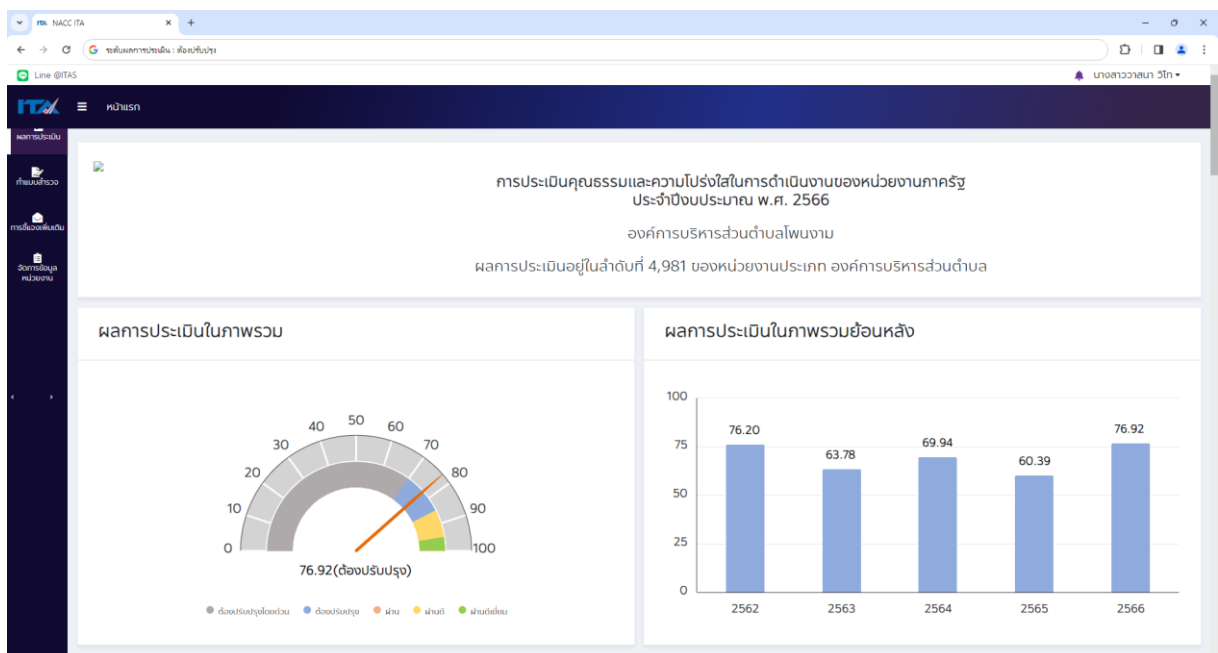 NACC ITA
ระดับผลการประเมิน : ต้องปรับปรุง
Line @ITAS
นางสาววาสนา วิโท
ITA
หน้าแรก
ผลการประเมิน
ทำแบบสำรวจ
การชี้แจงเพิ่มเติม
จัดการข้อมูล
หน่วยงาน
การประเมินคุณธรรมและความโปร่งใสในการดำเนินงานของหน่วยงานภาครัฐ
ประจำปีงบประมาณ พ.ศ. 2566
องค์การบริหารส่วนตำบลโพนงาม
ผลการประเมินอยู่ในลำดับที่ 4,981 ของหน่วยงานประเภท องค์การบริหารส่วนตำบล
ผลการประเมินในภาพรวม
0
10
20
30
40
50
60
70
80
90
100
76.92(ต้องปรับปรุง)
ต้องปรับปรุงโดยด่วน ต้องปรับปรุง ผ่าน ผ่านดี ผ่านดีเยี่ยม
ผลการประเมินในภาพรวมย้อนหลัง
100
75
50
25
0
76.20 63.78 69.94 60.39 76.92
2562 2563 2564 2565 2566